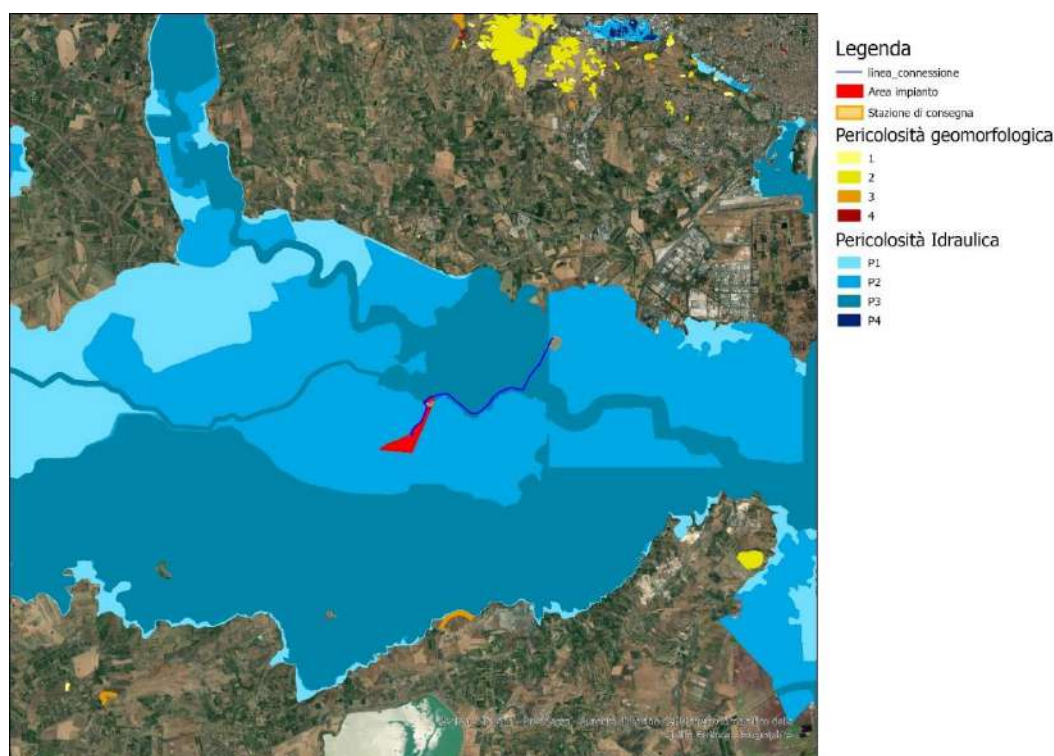 Legenda
linea_connessione
Area impianto
Stazione di consegna
Pericolosità geomorfologica
1
2
3
4
Pericolosità Idraulica
P1
P2
P3
P4